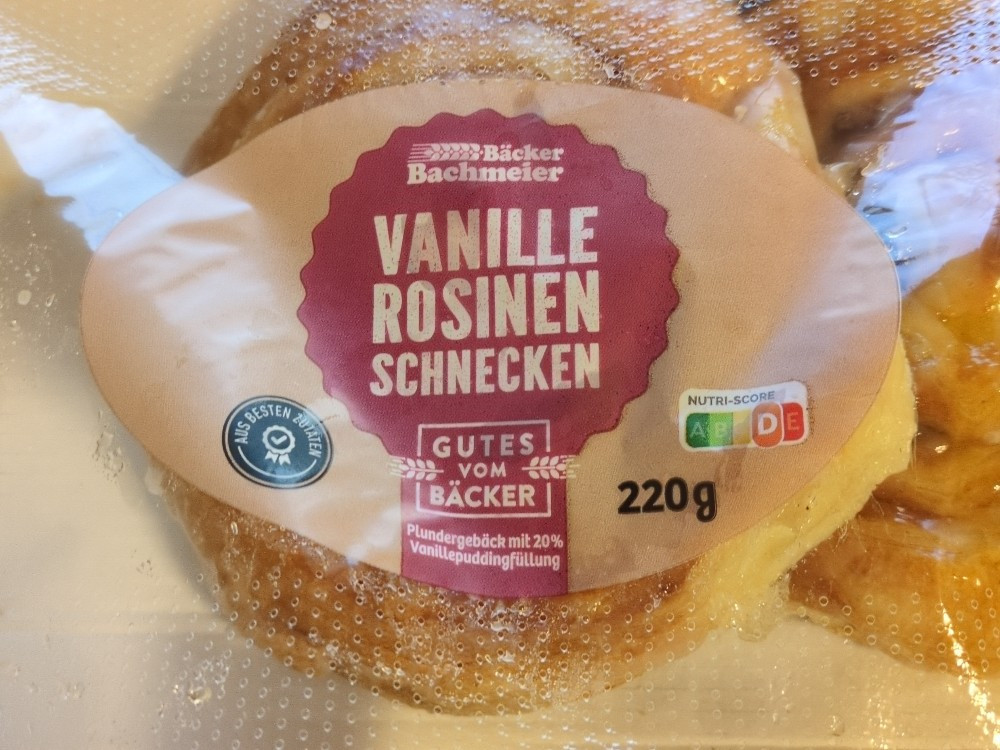 Bäcker
Bachmeier
VANILLE
ROSINEN
SCHNECKEN
AUS BESTEN ZUTATEN
GUTES
VOM
BÄCKER
Plundergebäck mit 20%
Vanillepuddingfüllung
NUTRI-SCORE
A B D E
220g